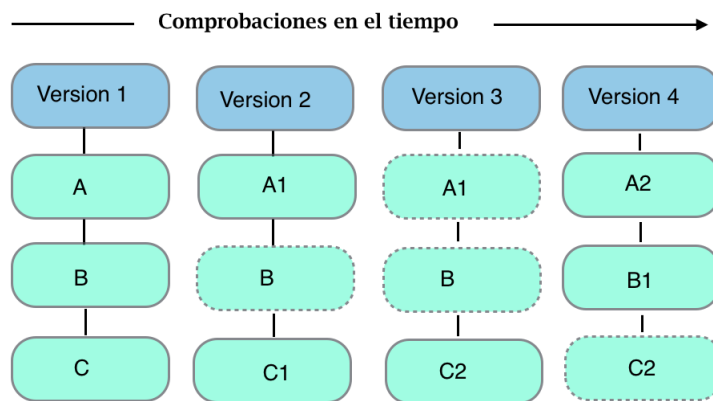 Comprobaciones en el tiempo
Version 1
Version 2
Version 3
Version 4
A
A1
A1
A2
B
B
B
B1
C
C1
C2
C2